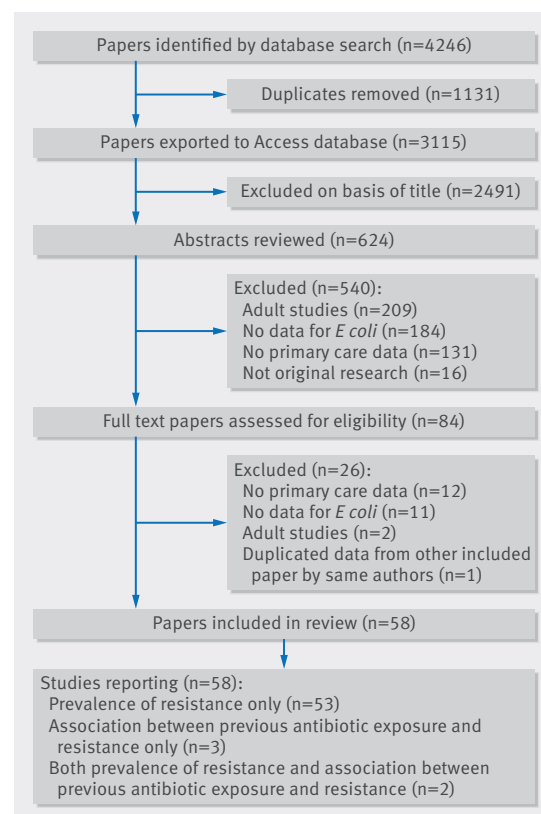 Papers identified by database search (n=4246)
Duplicates removed (n=1131)
Papers exported to Access database (n=3115)
Excluded on basis of title (n=2491)
Abstracts reviewed (n=624)
Excluded (n=540):
Adult studies (n=209)
No data for E coli (n=184)
No primary care data (n=131)
Not original research (n=16)
Full text papers assessed for eligibility (n=84)
Excluded (n=26):
No primary care data (n=12)
No data for E coli (n=11)
Adult studies (n=2)
Duplicated data from other included
paper by same authors (n=1)
Papers included in review (n=58)
Studies reporting (n=58):
Prevalence of resistance only (n=53)
Association between previous antibiotic exposure and
resistance only (n=3)
Both prevalence of resistance and association between
previous antibiotic exposure and resistance (n=2)